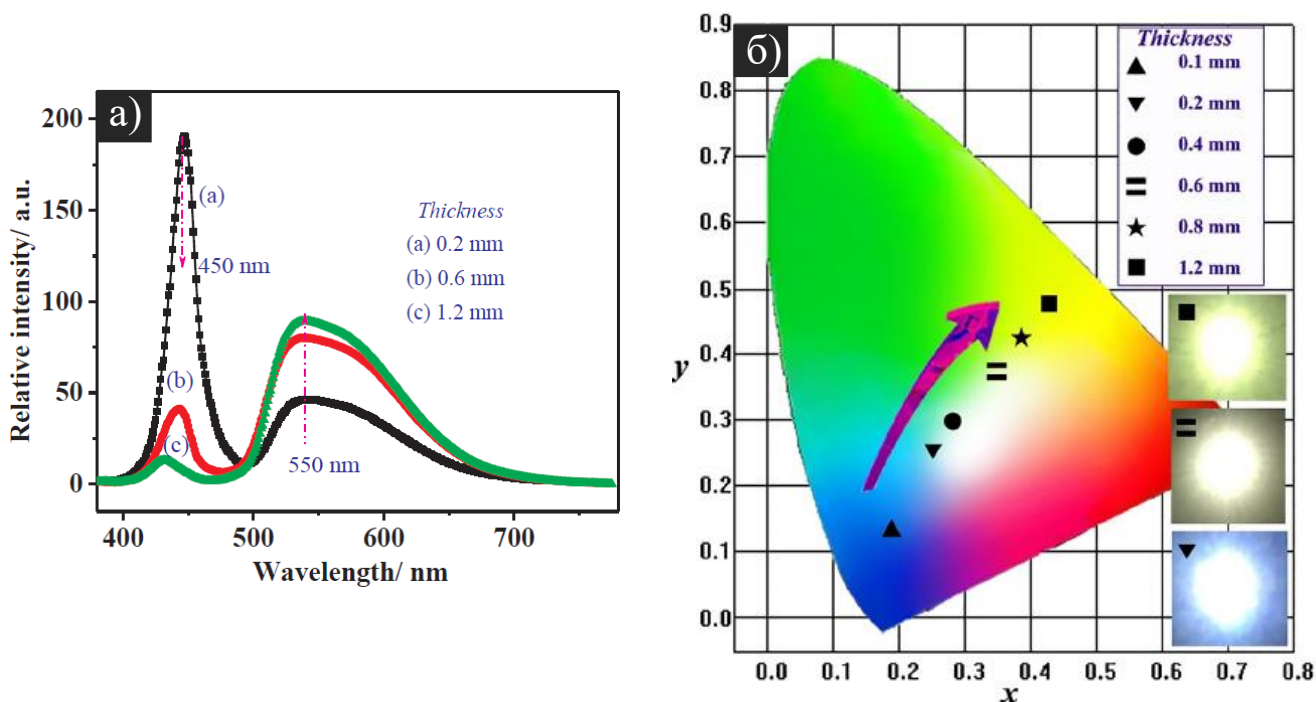 а)
200
150
100
50
0
Relative intensity/ a.u.
400
500
600
700
Wavelength/ nm
(a)
450 nm
(b)
(c)
550 nm
Thickness
(a) 0.2 mm
(b) 0.6 mm
(c) 1.2 mm
б)
0.9
0.8
0.7
0.6
0.5
0.4
y
0.3
0.2
0.1
0.0
0.0
0.1
0.2
0.3
0.4
0.5
0.6
0.7
0.8
x
Thickness
0.1 mm
0.2 mm
0.4 mm
0.6 mm
0.8 mm
1.2 mm